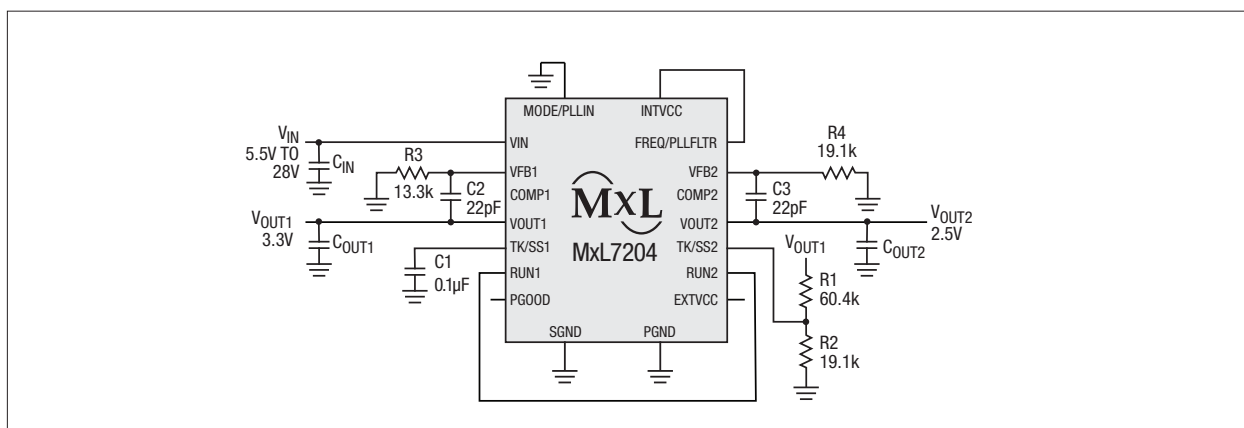 MODE/PLLIN
INTVCC
VIN
5.5V TO
28V
CIN
VIN
FREQ/PLLFLTR
R4
19.1k
R3
13.3k
VFB1
VFB2
C2
22pF
COMP1
COMP2
C3
22pF
MXL
VOUT1
3.3V
VOUT1
VOUT2
VOUT2
2.5V
COUT1
MxL7204
COUT2
TK/SS1
TK/SS2
VOUT1
C1
0.1µF
RUN1
RUN2
R1
60.4k
PGOOD
EXTVCC
SGND
PGND
R2
19.1k